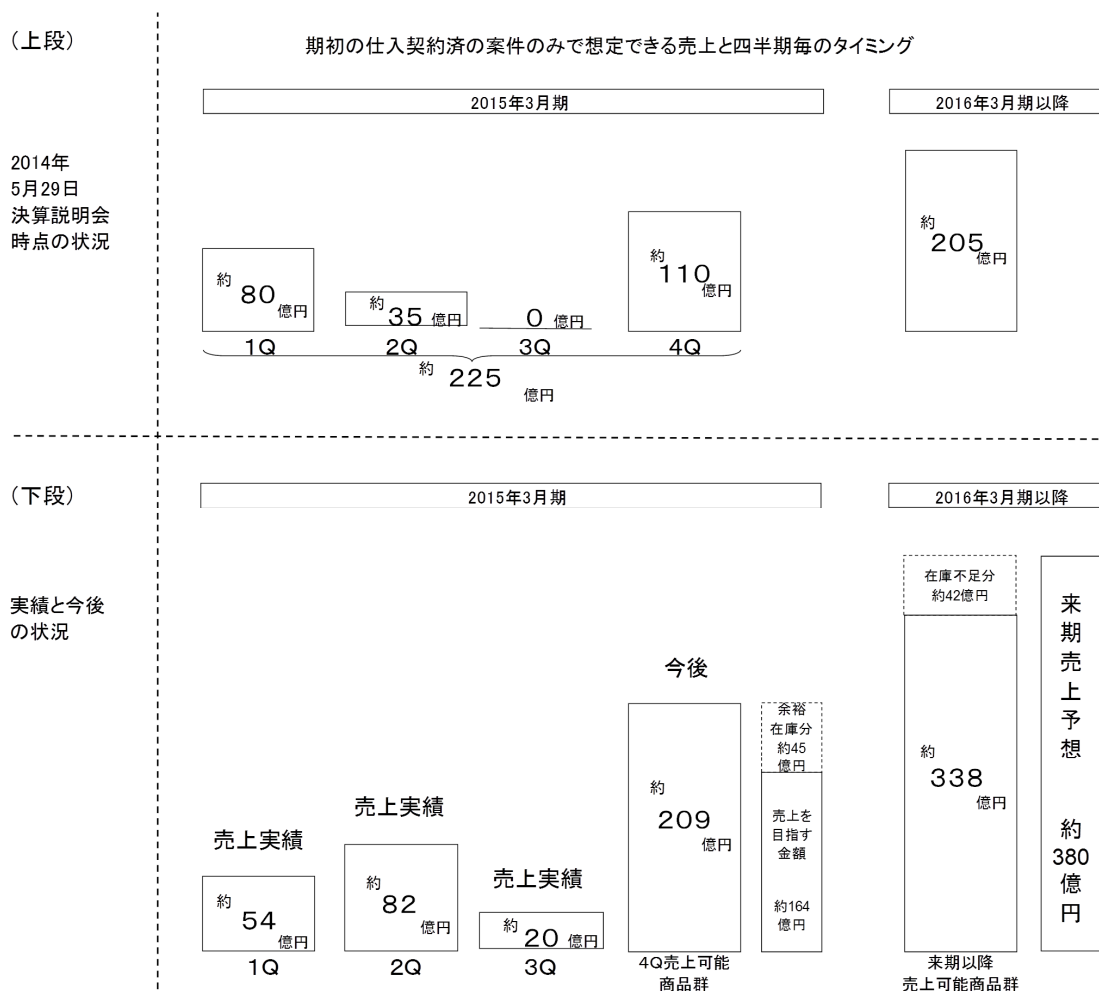 （上段）
期初の仕入契約済の案件のみで想定できる売上と四半期毎のタイミング
2015年3月期
2016年3月期以降
2014年
5月29日
決算説明会
時点の状況
約
80
億円
1Q
約
35 億円
2Q
0 億円
3Q
約
110
億円
4Q
約
225
億円
約
205
億円
（下段）
2015年3月期
2016年3月期以降
実績と今後
の状況
売上実績
約
54
億円
1Q
売上実績
約
82
億円
2Q
売上実績
約
20 億円
3Q
今後
約
209
億円
4Q売上可能
商品群
余裕
在庫分
約45
億円
売上を
目指す
金額
約164
億円
在庫不足分
約42億円
約
338
億円
来期以降
売上可能商品群
来期売上予想 約380億円